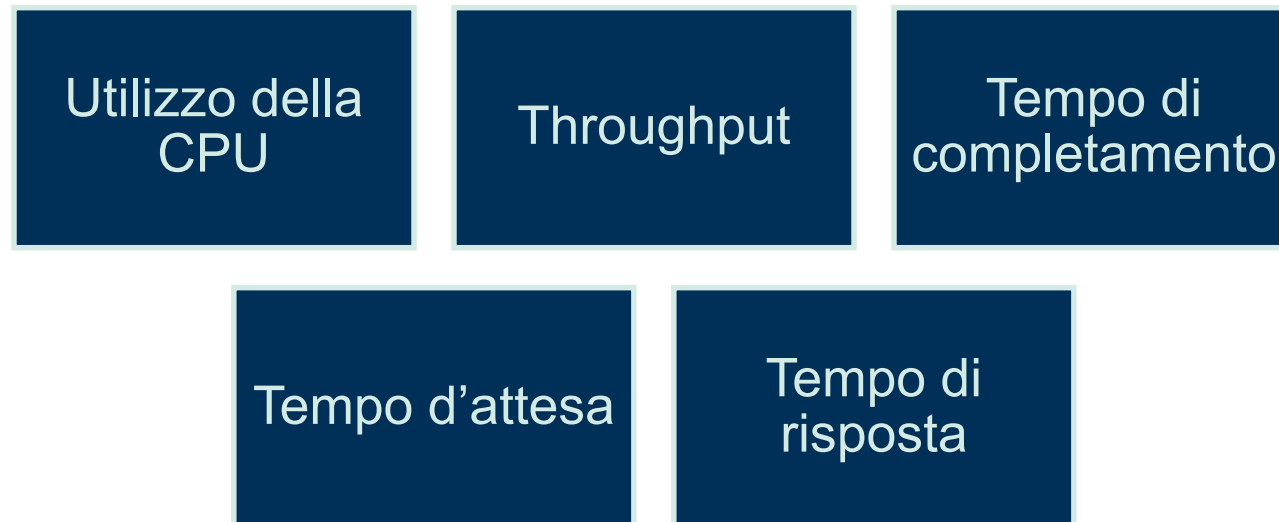 Utilizzo della
CPU
Throughput
Tempo di
completamento
Tempo d’attesa
Tempo di
risposta